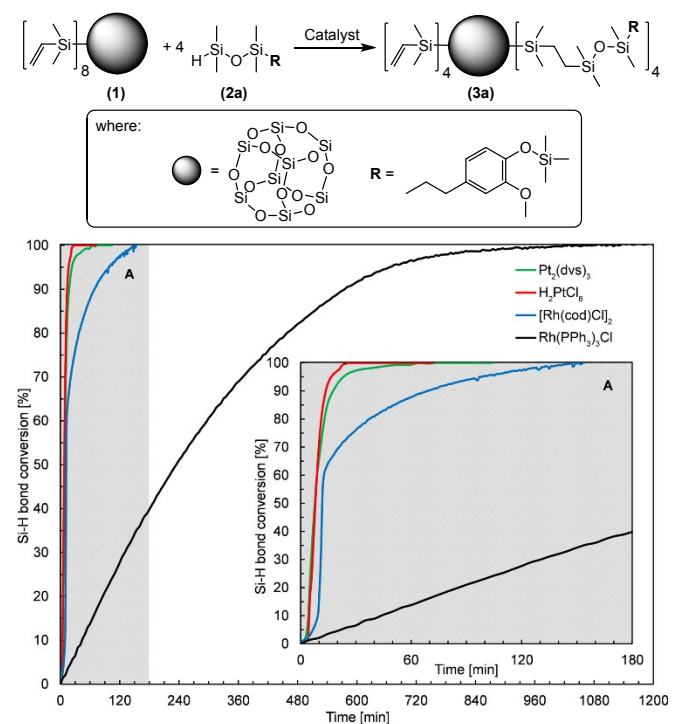 [ Si ]8 + 4 H Si O Si R Catalyst [ Si ]4 [ Si Si O Si R ]4
(1) (2a) (3a)
where:
= Si O Si O Si O Si O Si O Si O Si O Si O O O O O
R = O Si O
100 90 80 70 60 50 40 30 20 10 0
Si-H bond conversion [%]
A
Pt2(dvs)3
H2PtCl6
[Rh(cod)Cl]2
Rh(PPh3)3Cl
100 90 80 70 60 50 40 30 20 10 0
Si-H bond conversion [%]
A
0 60 120 180
Time [min]
0 120 240 360 480 600 720 840 960 1080 1200
Time [min]